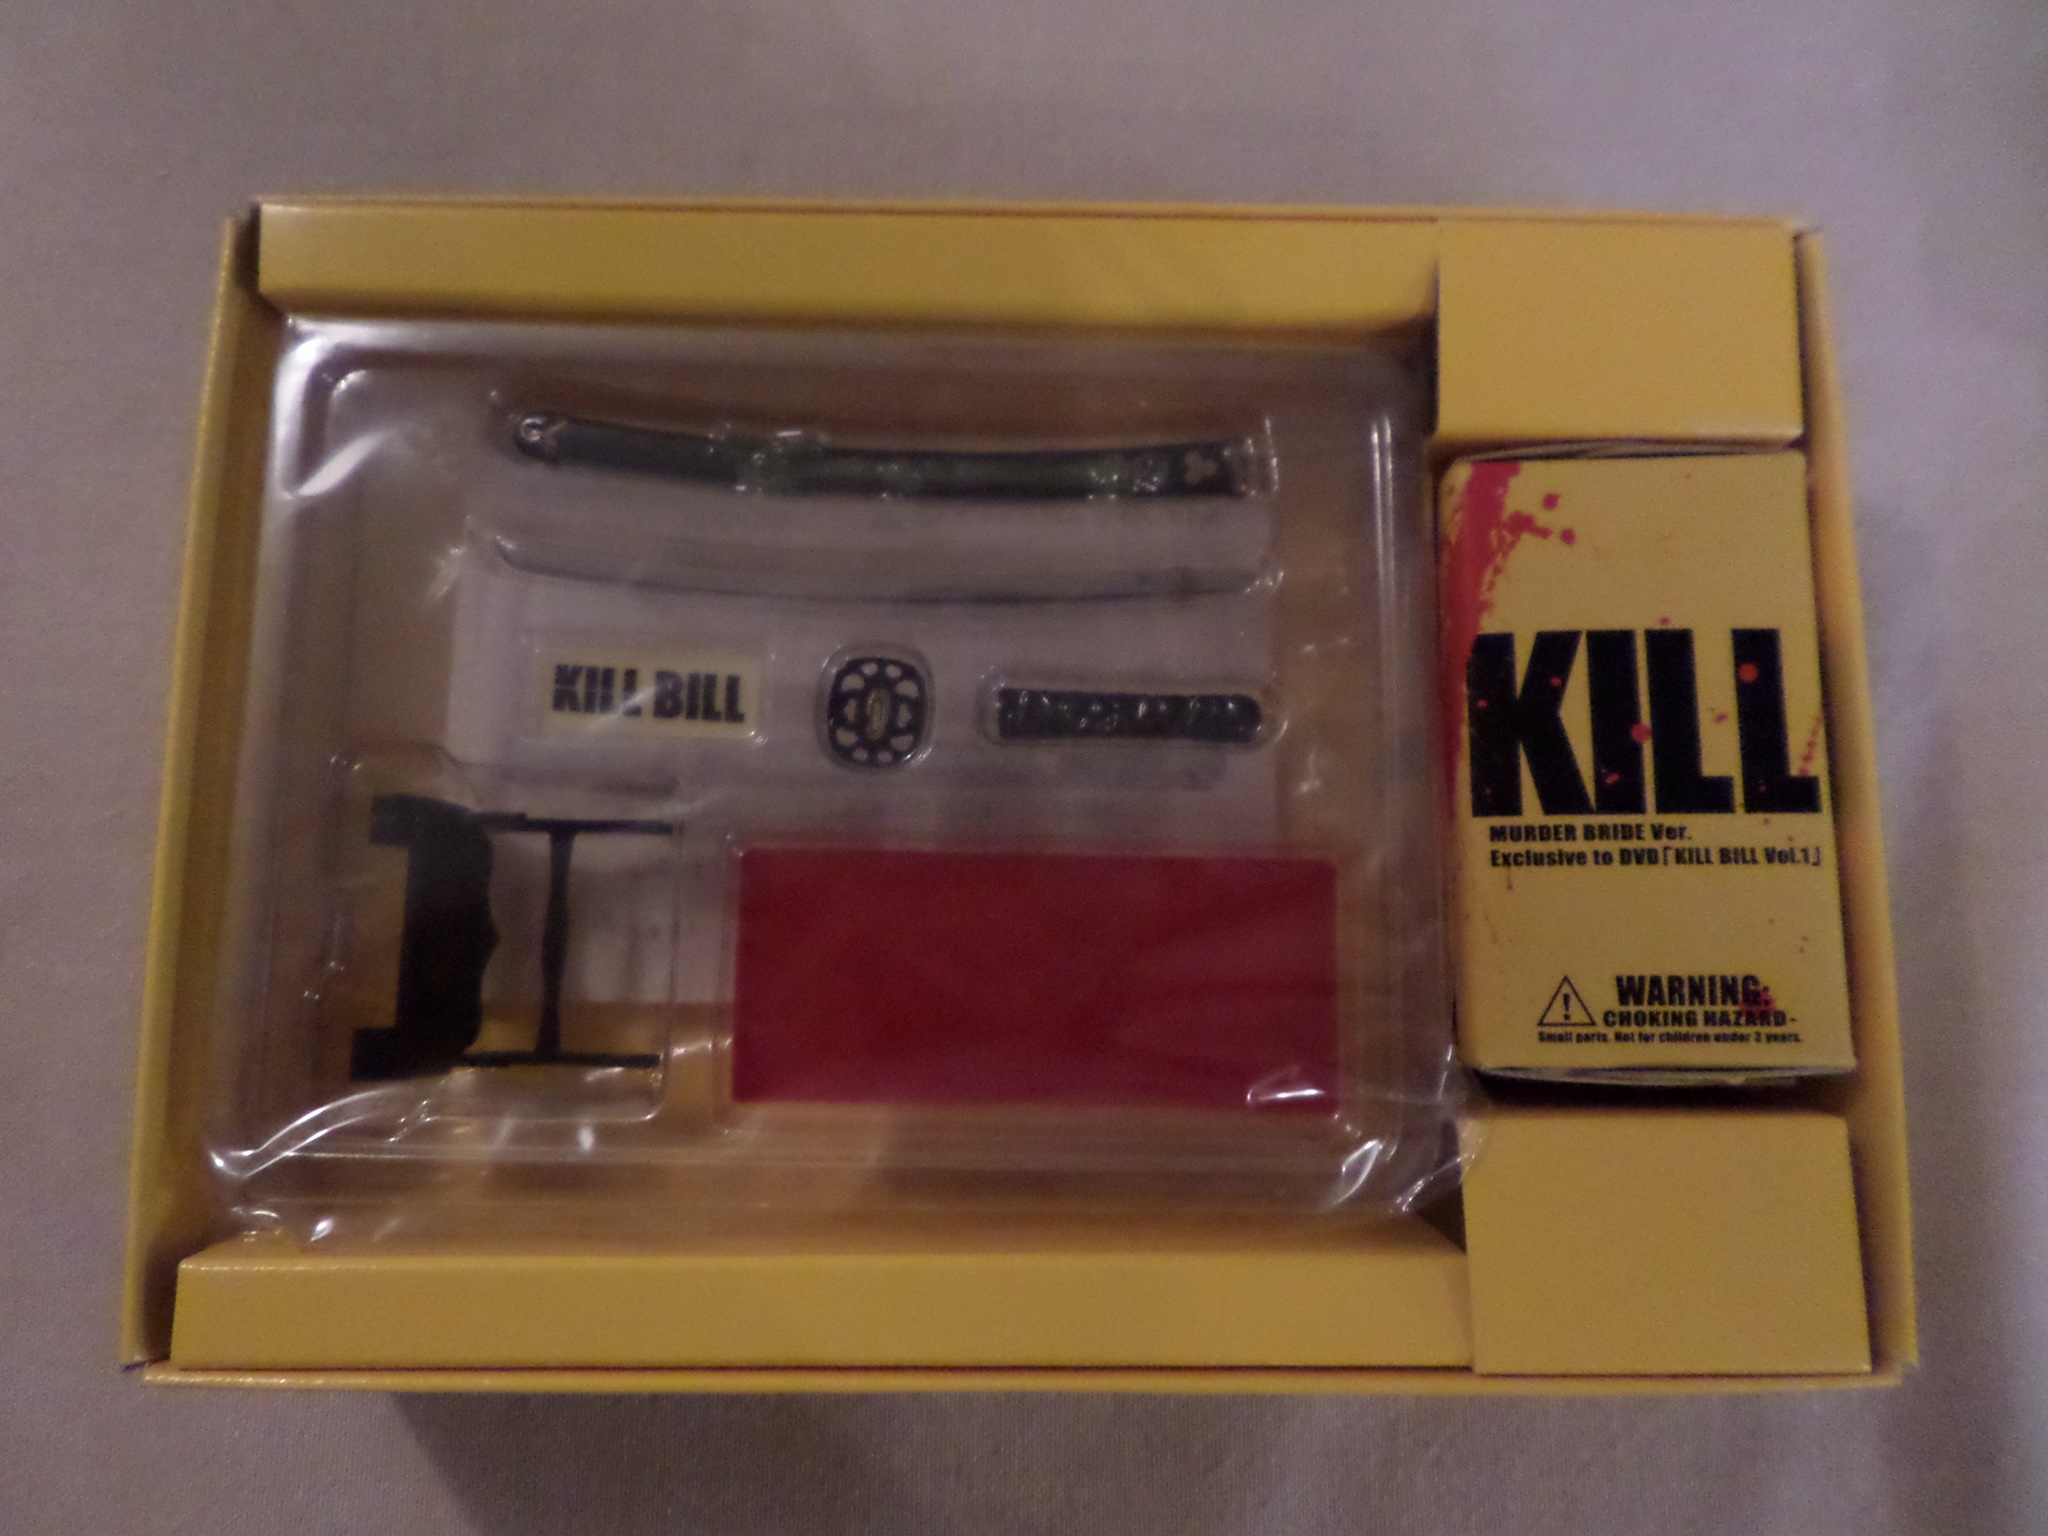 KILL BILL
KILL
MURDER BRIDE Ver.
Exclusive to DVD「KILL BILL Vol.1」
WARNING:
CHOKING HAZARD-
Small parts. Not for children under 3 years.